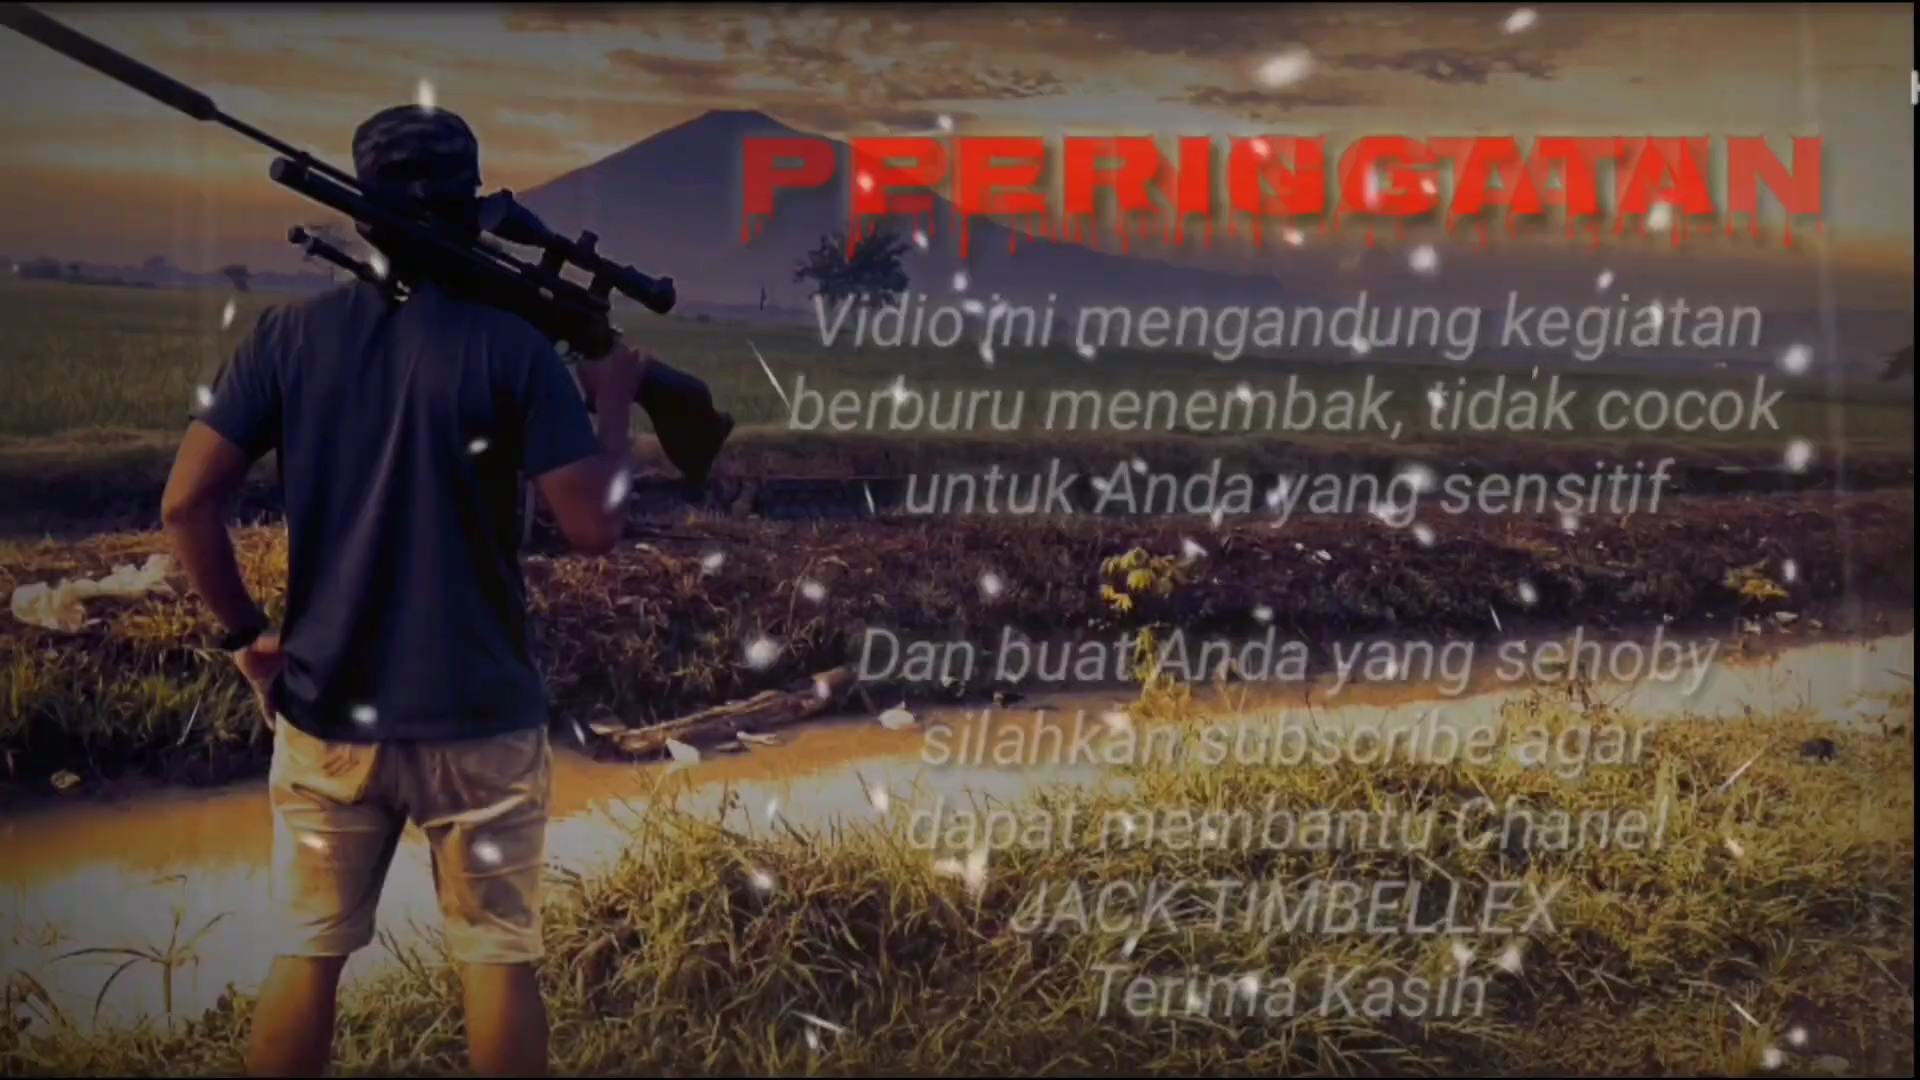 PPERIGGATAN
Vidio ini mengandung kegiatan
berburu menembak, tidak cocok
untuk Anda yang sensitif
Dan buat Anda yang sehoby
silahkan subscribe agar
dapat membantu Chanel
JACK TIMBELLEX
Terima Kasih